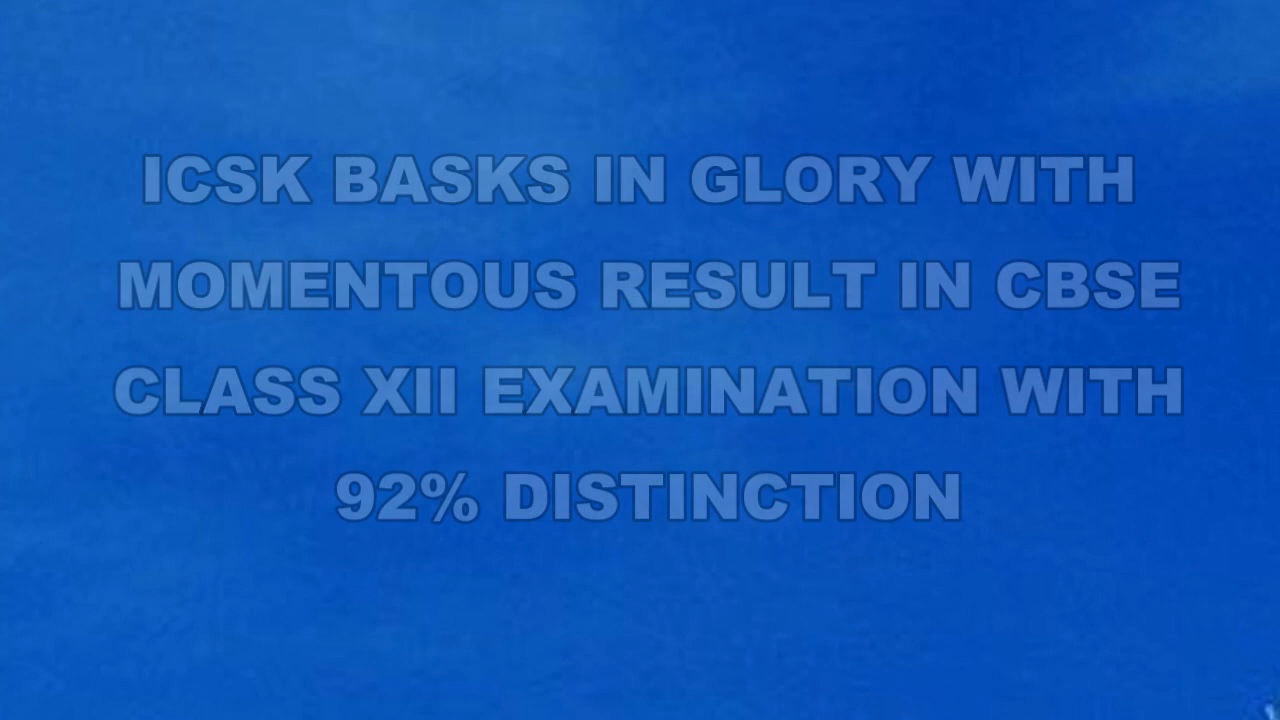 ICSK BASKS IN GLORY WITH
MOMENTOUS RESULT IN CBSE
CLASS XII EXAMINATION WITH
92% DISTINCTION